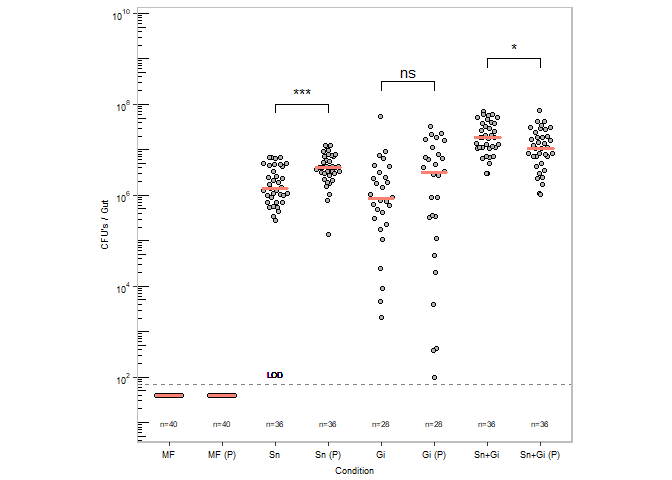 10^10
10^8
10^6
10^4
10^2
CFU's / Gut
***
ns
*
LOD
n=40 n=40 n=36 n=36 n=28 n=28 n=36 n=36
MF MF (P) Sn Sn (P) Gi Gi (P) Sn+Gi Sn+Gi (P)
Condition